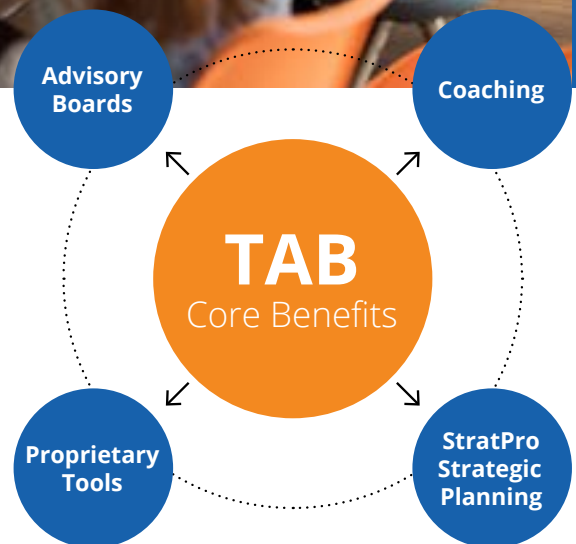 Advisory
Boards
Coaching
TAB
Core Benefits
Proprietary
Tools
StratPro
Strategic
Planning